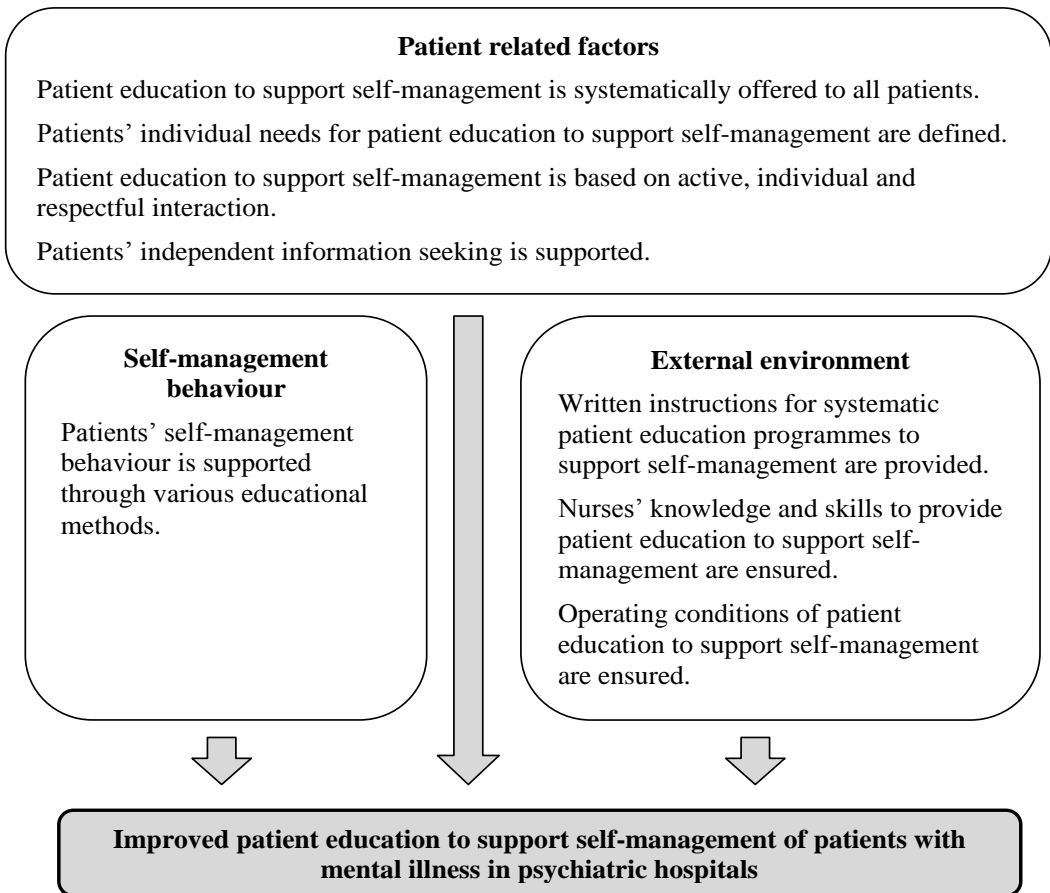 Patient related factors
Patient education to support self-management is systematically offered to all patients.
Patients’ individual needs for patient education to support self-management are defined.
Patient education to support self-management is based on active, individual and
respectful interaction.
Patients’ independent information seeking is supported.
Self-management
behaviour
Patients’ self-management
behaviour is supported
through various educational
methods.
External environment
Written instructions for systematic
patient education programmes to
support self-management are provided.
Nurses’ knowledge and skills to provide
patient education to support self-
management are ensured.
Operating conditions of patient
education to support self-management
are ensured.
Improved patient education to support self-management of patients with
mental illness in psychiatric hospitals